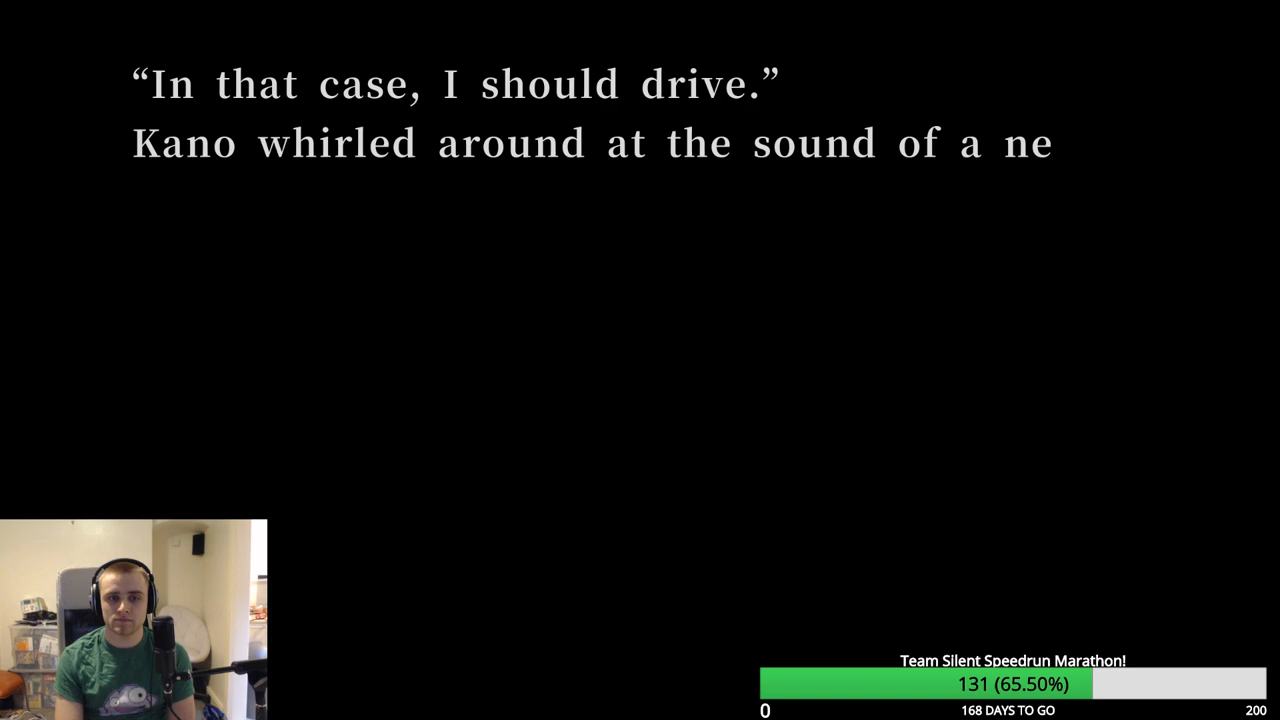 “In that case, I should drive.”
Kano whirled around at the sound of a ne
Team Silent Speedrun Marathon!
131 (65.50%)
0 168 DAYS TO GO 200